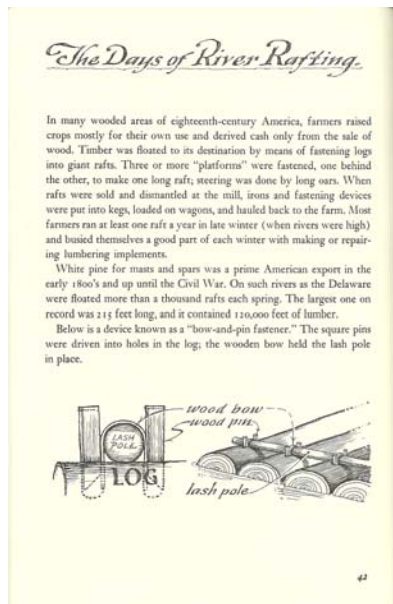 The Days of River Rafting.
In many wooded areas of eighteenth-century America, farmers raised
crops mostly for their own use and derived cash only from the sale of
wood. Timber was floated to its destination by means of fastening logs
into giant rafts. Three or more “platforms” were fastened, one behind
the other, to make one long raft; steering was done by long oars. When
rafts were sold and dismantled at the mill, irons and fastening devices
were put into kegs, loaded on wagons, and hauled back to the farm. Most
farmers ran at least one raft a year in late winter (when rivers were high)
and busied themselves a good part of each winter with making or repair-
ing lumbering implements.
White pine for masts and spars was a prime American export in the
early 1800's and up until the Civil War. On such rivers as the Delaware
were floated more than a thousand rafts each spring. The largest one on
record was 215 feet long, and it contained 120,000 feet of lumber.
Below is a device known as a “bow-and-pin fastener.” The square pins
were driven into holes in the log; the wooden bow held the lash pole
in place.
wood bow
wood pin
LASH
POLE
LOG
lash pole
42